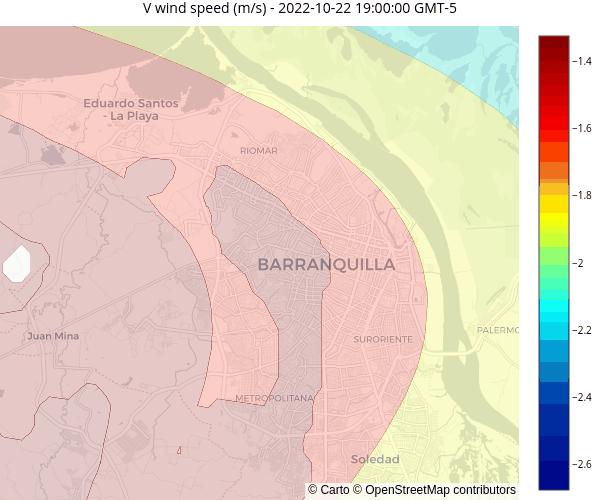 V wind speed (m/s) - 2022-10-22 19:00:00 GMT-5
Eduardo Santos
- La Playa
RIOMAR
BARRANQUILLA
Juan Mina
SURORIENTE
PALERMO
METROPOLITANA
Soledad
© Carto © OpenStreetMap contributors
−1.4
−1.6
−1.8
−2
−2.2
−2.4
−2.6